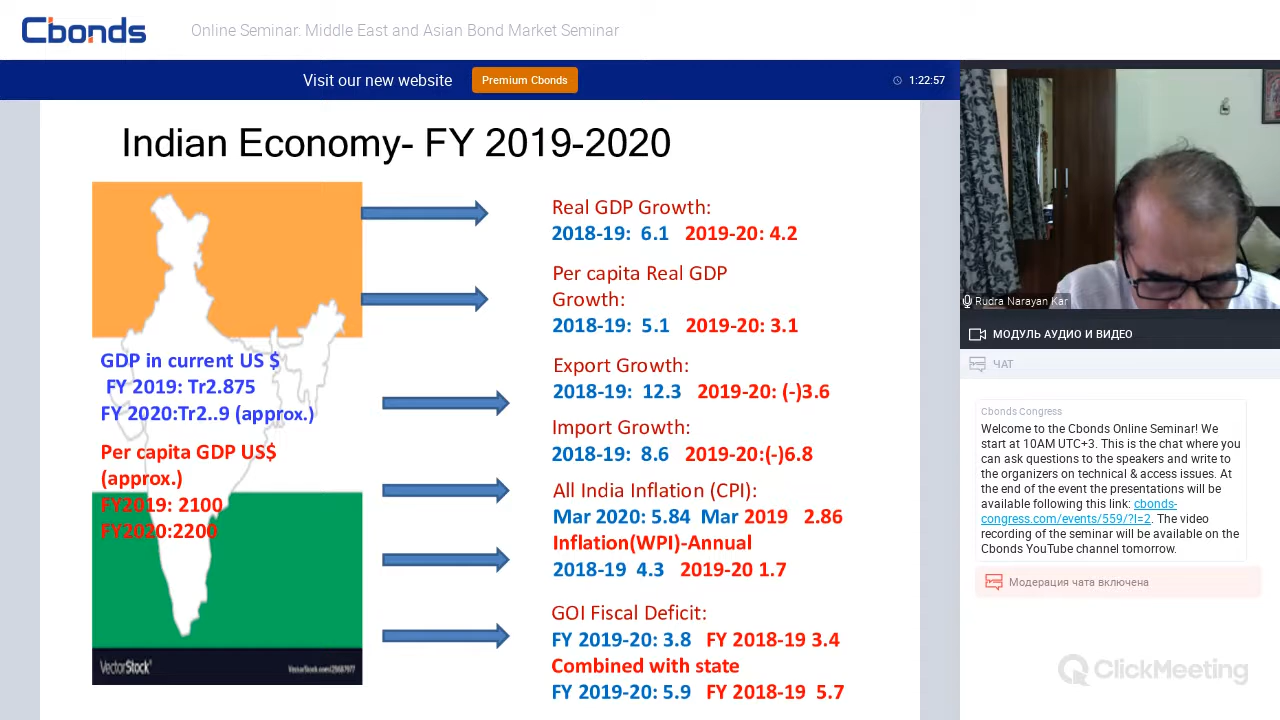 Cbonds
Online Seminar: Middle East and Asian Bond Market Seminar
Visit our new website
Premium Cbonds
1:22:57
Indian Economy- FY 2019-2020
GDP in current US $
FY 2019: Tr2.875
FY 2020:Tr2..9 (approx.)
Per capita GDP US$
(approx.)
FY2019: 2100
FY2020:2200
VectorStock
VectorStock.com/25687977
Real GDP Growth:
2018-19: 6.1 2019-20: 4.2
Per capita Real GDP
Growth:
2018-19: 5.1 2019-20: 3.1
Export Growth:
2018-19: 12.3 2019-20: (-)3.6
Import Growth:
2018-19: 8.6 2019-20:(-)6.8
All India Inflation (CPI):
Mar 2020: 5.84 Mar 2019 2.86
Inflation(WPI)-Annual
2018-19 4.3 2019-20 1.7
GOI Fiscal Deficit:
FY 2019-20: 3.8 FY 2018-19 3.4
Combined with state
FY 2019-20: 5.9 FY 2018-19 5.7
Rudra Narayan Kar
МОДУЛЬ АУДИО И ВИДЕО
ЧАТ
Cbonds Congress
Welcome to the Cbonds Online Seminar! We
start at 10AM UTC+3. This is the chat where you
can ask questions to the speakers and write to
the organizers on technical & access issues. At
the end of the event the presentations will be
available following this link: cbonds-
congress.com/events/559/?l=2. The video
recording of the seminar will be available on the
Cbonds YouTube channel tomorrow.
Модерация чата включена
ClickMeeting